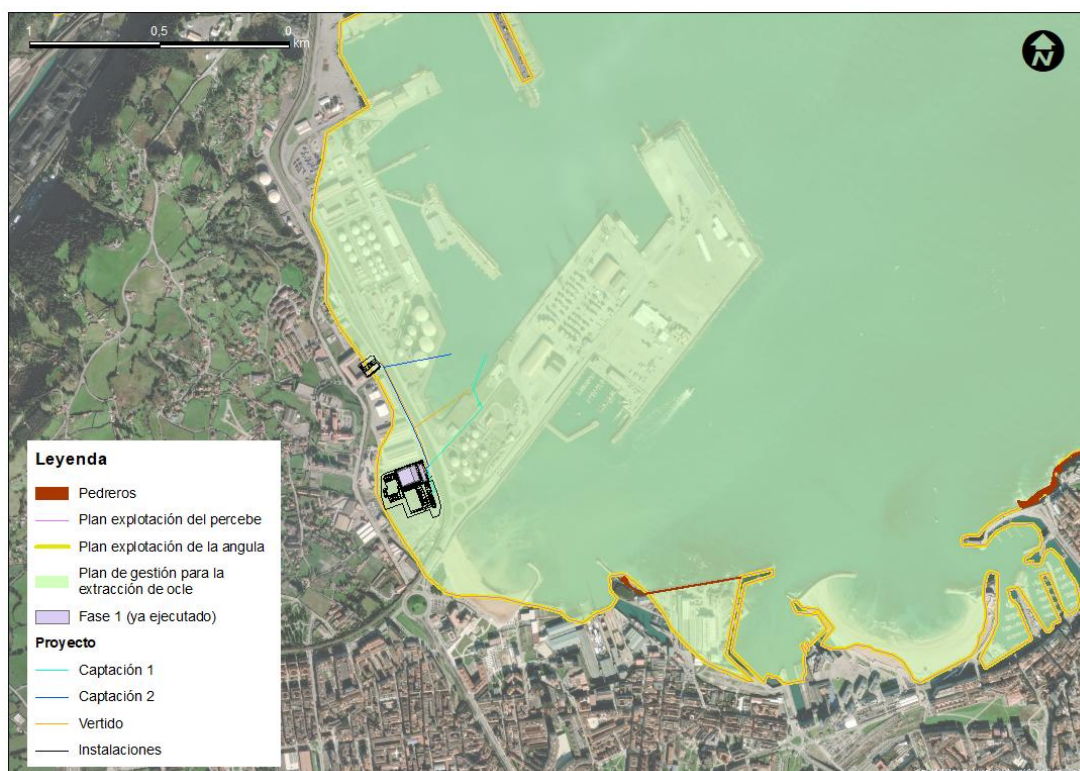 1
0,5
0
km
N
Leyenda
Pedreros
Plan explotación del percebe
Plan explotación de la angula
Plan de gestión para la
extracción de ocle
Fase 1 (ya ejecutado)
Proyecto
Captación 1
Captación 2
Vertido
Instalaciones